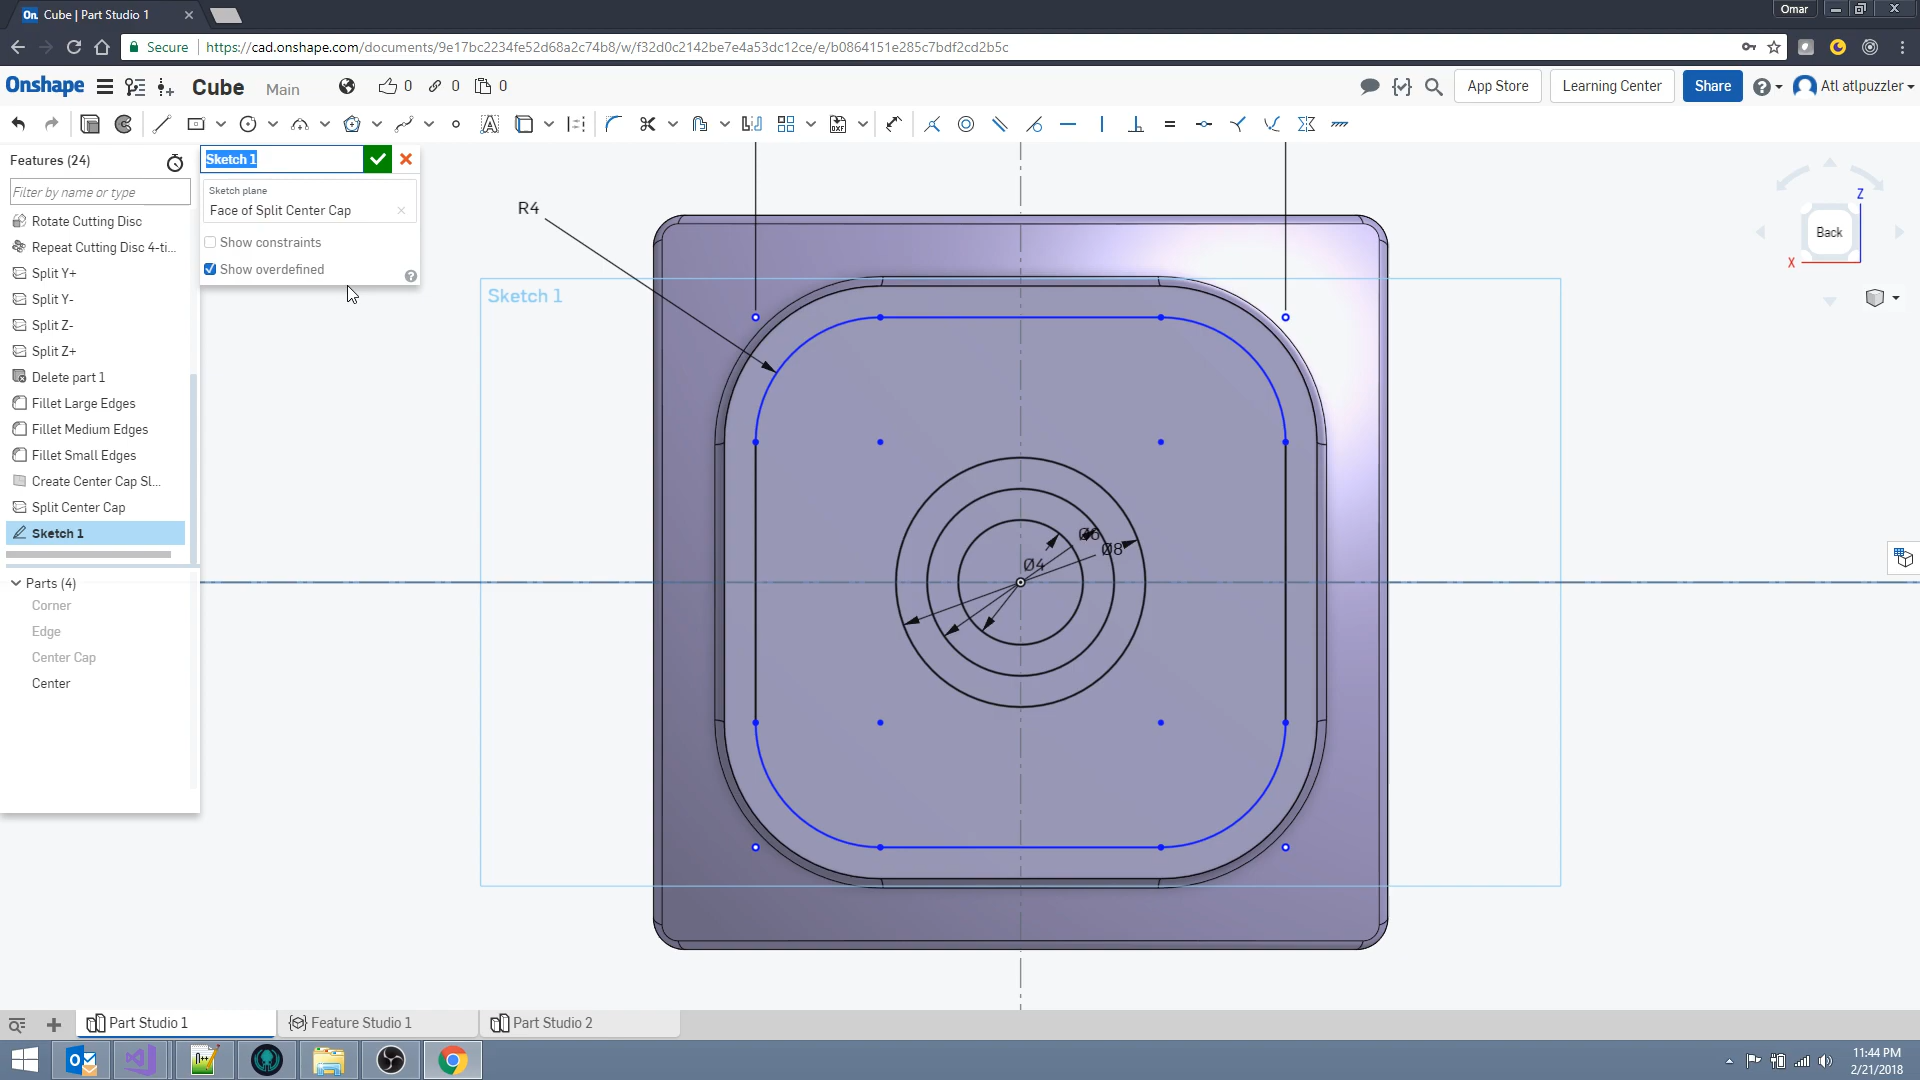 Cube | Part Studio 1
Omar
Secure
https://cad.onshape.com/documents/9e17bc2234fe52d68a2c74b8/w/f32d0c2142be7e4a53dc12ce/e/b0864151e285c7bdf2cd2b5c
Onshape
Cube
Main
0
0
0
App Store
Learning Center
Share
Atl atlpuzzler
Features (24)
Filter by name or type
Rotate Cutting Disc
Repeat Cutting Disc 4-ti...
Split Y+
Split Y-
Split Z-
Split Z+
Delete part 1
Fillet Large Edges
Fillet Medium Edges
Fillet Small Edges
Create Center Cap Sl...
Split Center Cap
Sketch 1
Parts (4)
Corner
Edge
Center Cap
Center
Sketch 1
Sketch plane
Face of Split Center Cap
Show constraints
Show overdefined
R4
Sketch 1
Ø6
Ø8
Ø4
Z
Back
X
Part Studio 1
Feature Studio 1
Part Studio 2
11:44 PM
2/21/2018